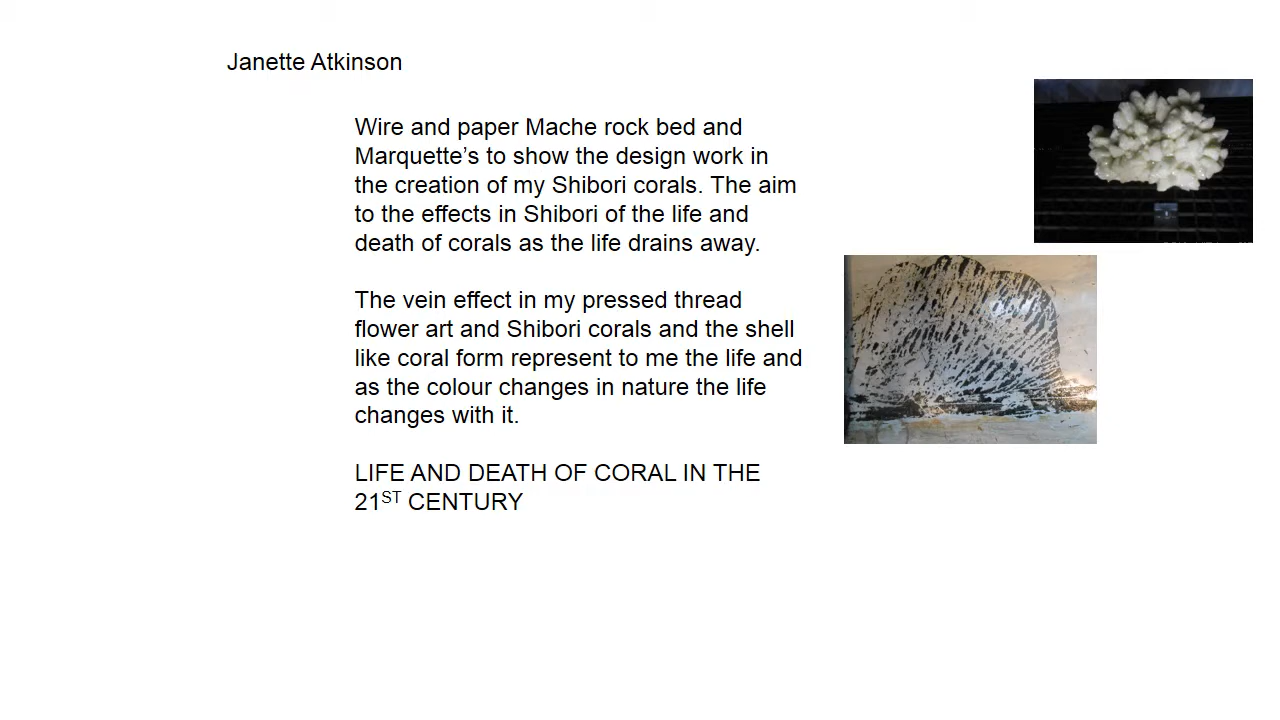 Janette Atkinson
Wire and paper Mache rock bed and
Marquette's to show the design work in
the creation of my Shibori corals. The aim
to the effects in Shibori of the life and
death of corals as the life drains away.
The vein effect in my pressed thread
flower art and Shibori corals and the shell
like coral form represent to me the life and
as the colour changes in nature the life
changes with it.
LIFE AND DEATH OF CORAL IN THE
21ST CENTURY